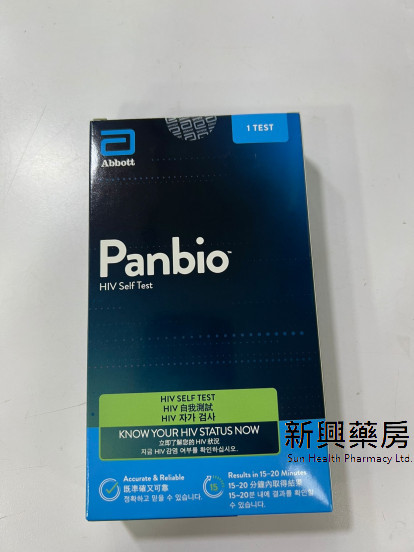 1 TEST
Abbott
Panbio™
HIV Self Test
HIV SELF TEST
HIV 自我測試
HIV 자가 검사
KNOW YOUR HIV STATUS NOW
立即了解您的 HIV 狀況
지금 HIV 감염 여부를 확인하십시오.
新興藥房
Sun Health Pharmacy Ltd.
Accurate & Reliable
既準確又可靠
정확하고 믿을 수 있습니다.
15
Results in 15-20 Minutes
15-20 分鐘內取得結果
15-20분 내에 결과를 확인할
수 있습니다.